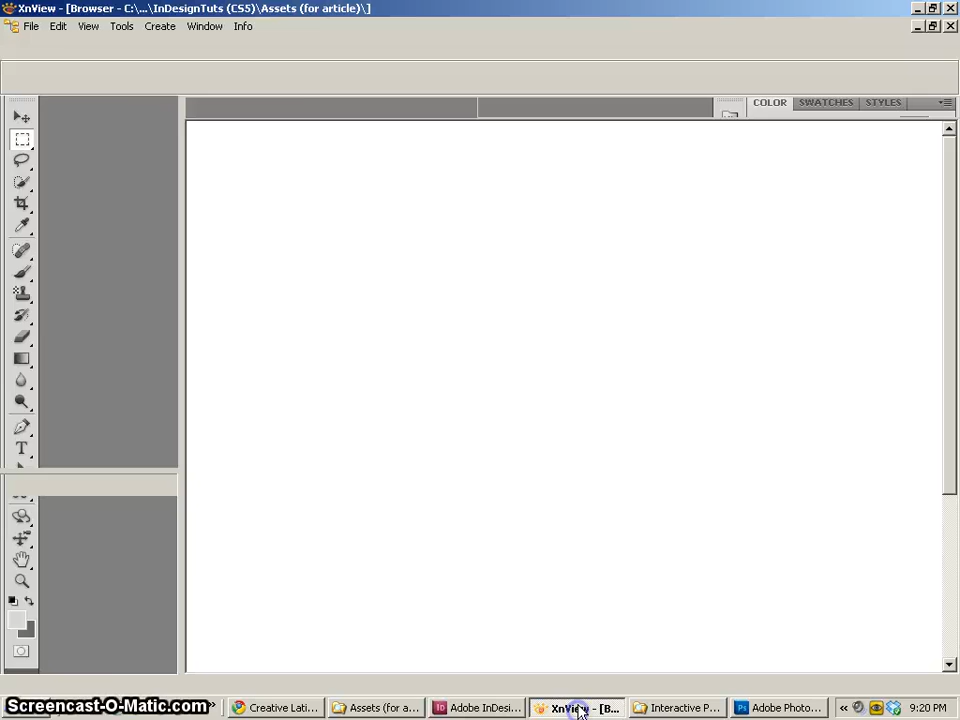 XnView - [Browser - C:\...\InDesignTuts (CS5)\Assets (for article)\]
File Edit View Tools Create Window Info
COLOR SWATCHES STYLES
T
Screencast-O-Matic.com
»
Creative Lati...
Assets (for a...
Adobe InDesi...
XnView - [B...
Interactive P...
Adobe Photo...
«
9:20 PM